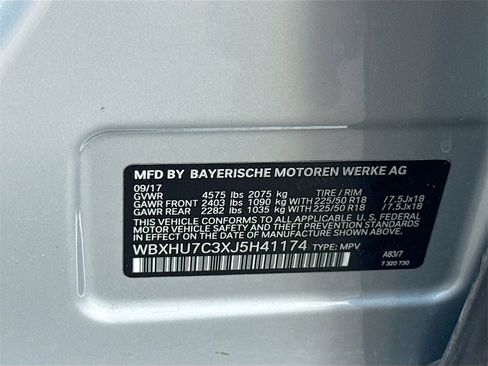 MFD BY BAYERISCHE MOTOREN WERKE AG
09/17
GVWR 4575 lbs 2075 kg TIRE / RIM
GAWR FRONT 2403 lbs 1090 kg WITH 225/50 R18 /7.5Jx18
GAWR REAR 2282 lbs 1035 kg WITH 225/50 R18 /7.5Jx18
THIS VEHICLE CONFORMS TO ALL APPLICABLE U. S. FEDERAL
MOTOR VEHICLE SAFETY AND THEFT PREVENTION STANDARDS IN
EFFECT ON THE DATE OF MANUFACTURE SHOWN ABOVE.
WBXHU7C3XJ5H41174 TYPE: MPV
A83/7
7 320 730